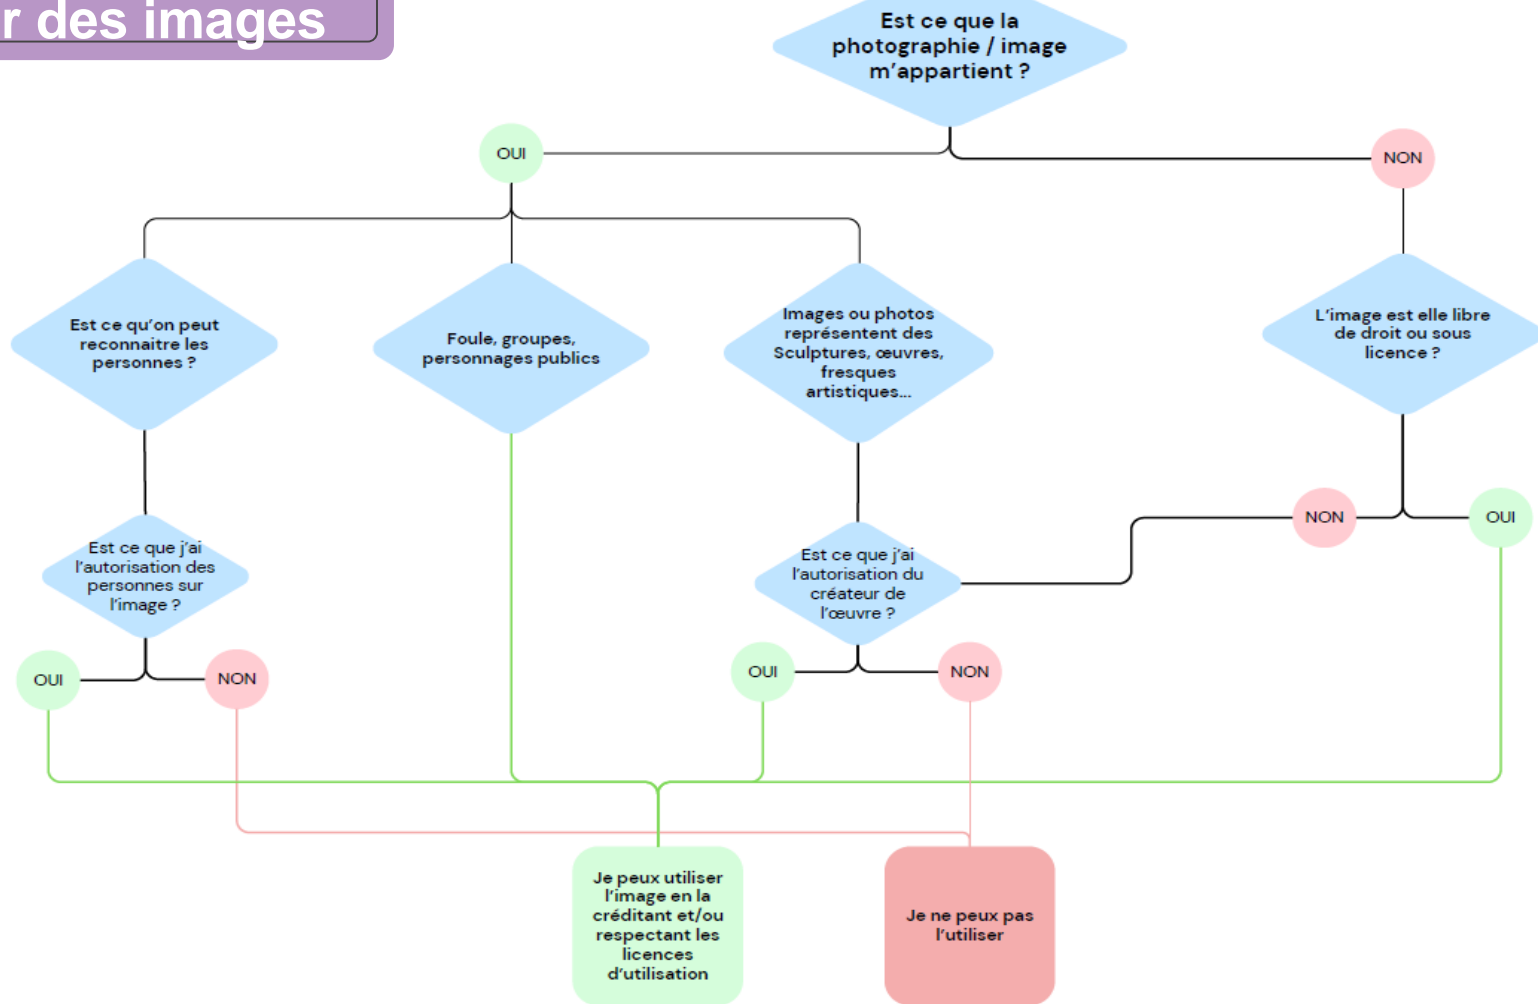 r des images
Est ce que la
photographie / image
m'appartient ?
OUI
NON
Est ce qu'on peut
reconnaitre les
personnes ?
Foule, groupes,
personnages publics
Images ou photos
représentent des
Sculptures, œuvres,
fresques
artistiques...
L'image est elle libre
de droit ou sous
licence ?
NON
OUI
Est ce que j'ai
l'autorisation des
personnes sur
l'image ?
Est ce que j'ai
l'autorisation du
créateur de
l'œuvre ?
OUI
NON
OUI
NON
Je peux utiliser
l'image en la
créditant et/ou
respectant les
licences
d'utilisation
Je ne peux pas
l'utiliser